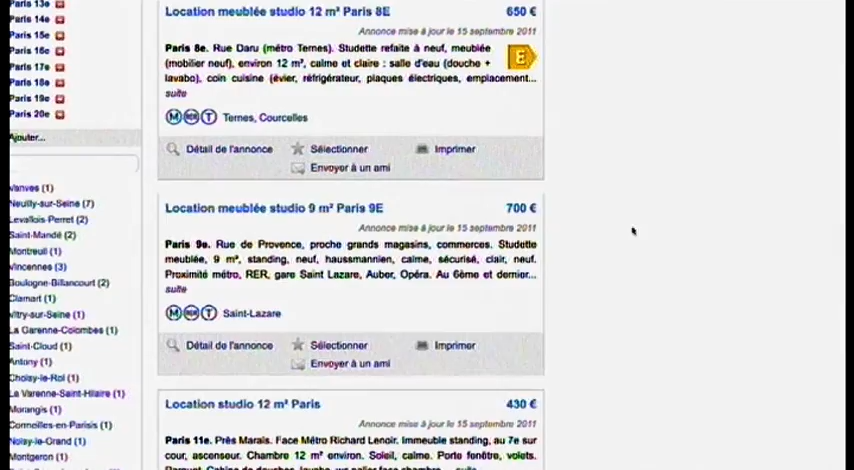 Paris 13e
Paris 14e
Paris 15e
Paris 16e
Paris 17e
Paris 18e
Paris 19e
Paris 20e
Ajouter...
Vanves (1)
Neuilly-sur-Seine (7)
Levallois-Perret (2)
Saint-Mandé (2)
Montreuil (1)
Vincennes (3)
Boulogne-Billancourt (2)
Clamart (1)
Vitry-sur-Seine (1)
La Garenne-Colombes (1)
Saint-Cloud (1)
Antony (1)
Choisy-le-Roi (1)
La Varenne-Saint-Hilaire (1)
Morangis (1)
Cormeilles-en-Parisis (1)
Noisy-le-Grand (1)
Montgeron (1)
Location meublée studio 12 m² Paris 8E 650 €
Annonce mise à jour le 15 septembre 2011
Paris 8e. Rue Daru (métro Ternes). Studette refaite à neuf, meublée
(mobilier neuf), environ 12 m², calme et claire : salle d'eau (douche +
lavabo), coin cuisine (évier, réfrigérateur, plaques électriques, emplacement...
suite
E
M RER T Ternes, Courcelles
Détail de l'annonce Sélectionner Imprimer
Envoyer à un ami
Location meublée studio 9 m² Paris 9E 700 €
Annonce mise à jour le 15 septembre 2011
Paris 9e. Rue de Provence, proche grands magasins, commerces. Studette
meublée, 9 m², standing, neuf, haussmannien, calme, sécurisé, clair, neuf.
Proximité métro, RER, gare Saint Lazare, Auber, Opéra. Au 6ème et dernier...
suite
M RER T Saint-Lazare
Détail de l'annonce Sélectionner Imprimer
Envoyer à un ami
Location studio 12 m² Paris 430 €
Annonce mise à jour le 15 septembre 2011
Paris 11e. Près Marais. Face Métro Richard Lenoir. Immeuble standing, au 7e sur
cour, ascenseur. Chambre 12 m² environ. Soleil, calme. Porte fenêtre, volets.